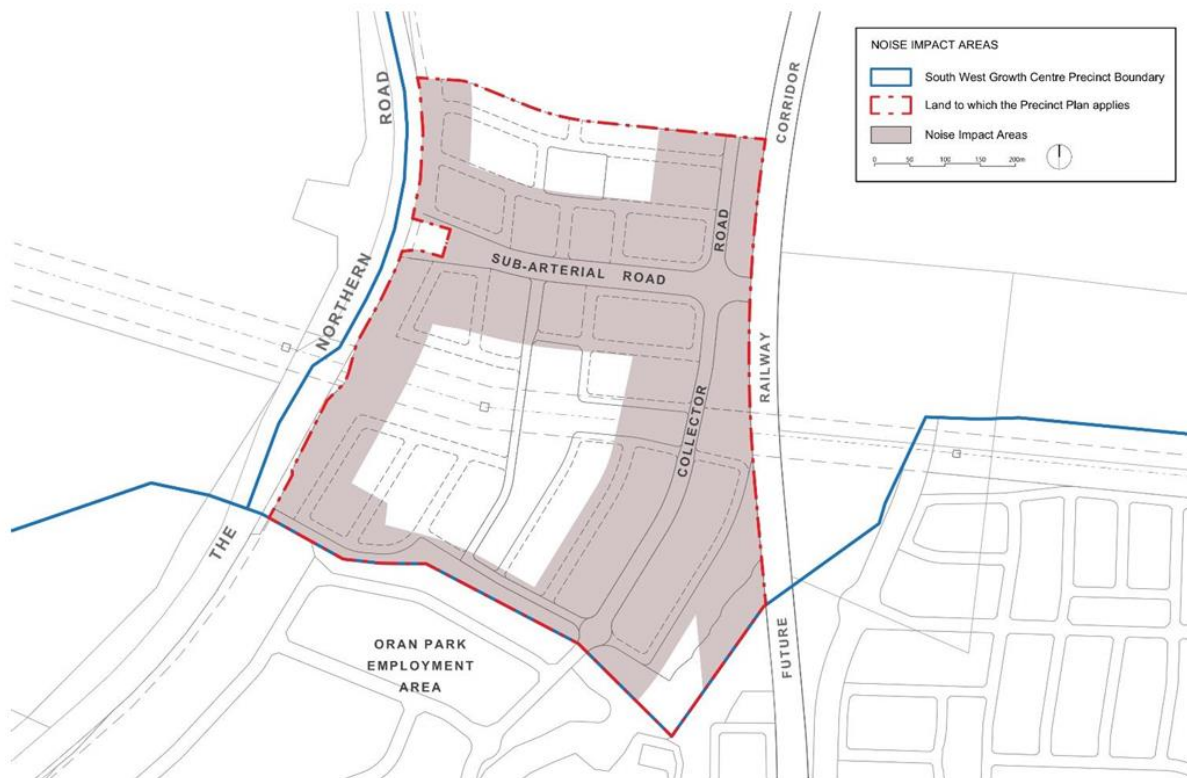 NOISE IMPACT AREAS
South West Growth Centre Precinct Boundary
Land to which the Precinct Plan applies
Noise Impact Areas
0 50 100 150 200m
THE NORTHERN ROAD
SUB-ARTERIAL ROAD
COLLECTOR ROAD
FUTURE RAILWAY CORRIDOR
ORAN PARK
EMPLOYMENT
AREA